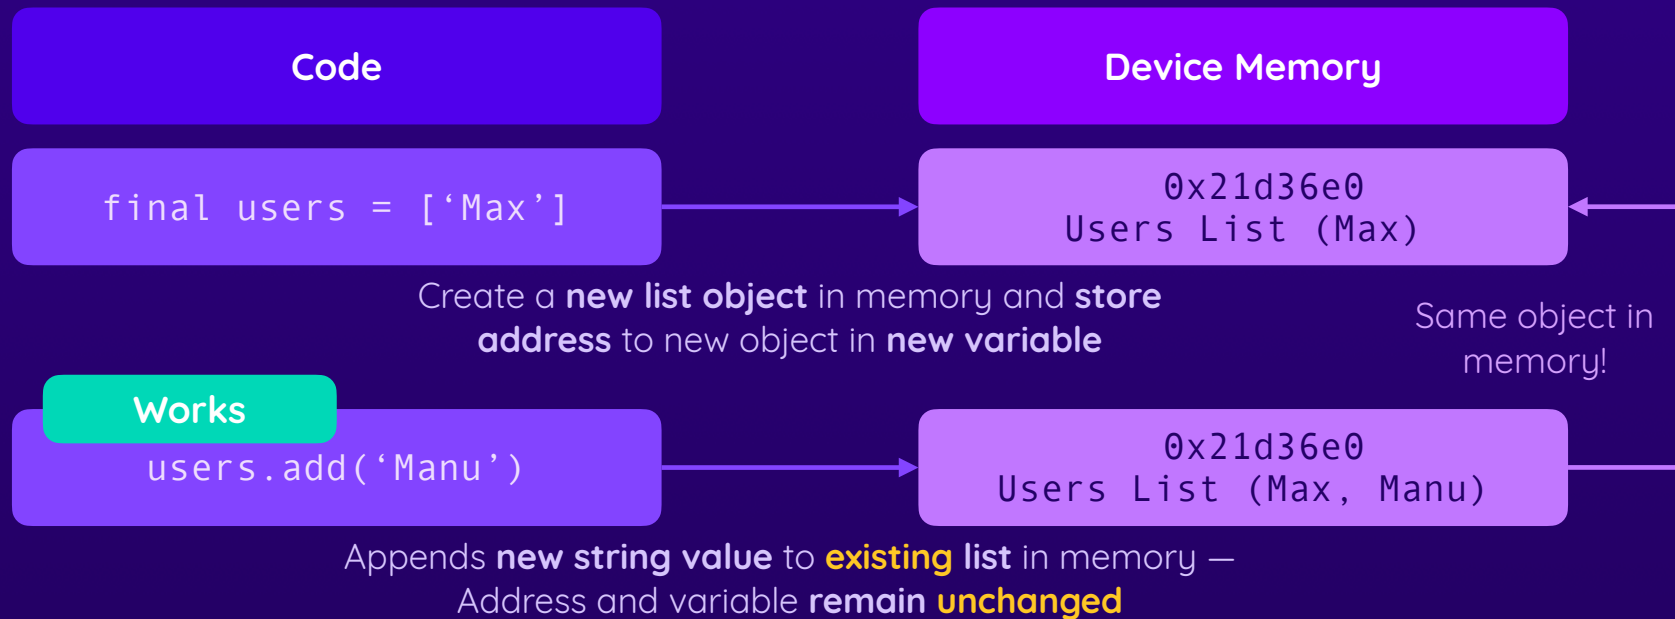 Code
Device Memory
final users = [‘Max’]
0x21d36e0
Users List (Max)
Create a new list object in memory and store
address to new object in new variable
Same object in
memory!
Works
users.add(‘Manu’)
0x21d36e0
Users List (Max, Manu)
Appends new string value to existing list in memory —
Address and variable remain unchanged